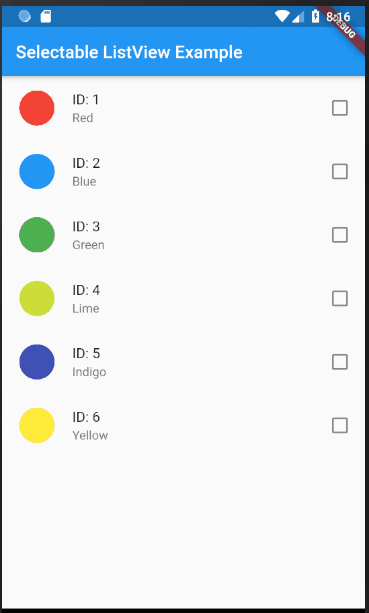 8:16
DEBUG
Selectable ListView Example
ID: 1
Red
ID: 2
Blue
ID: 3
Green
ID: 4
Lime
ID: 5
Indigo
ID: 6
Yellow